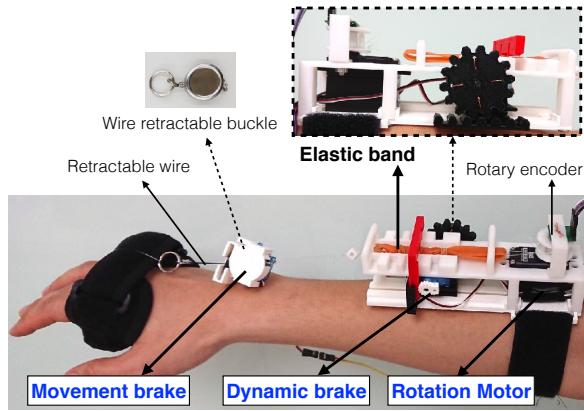 Wire retractable buckle
Retractable wire
Elastic band
Rotary encoder
Movement brake
Dynamic brake
Rotation Motor